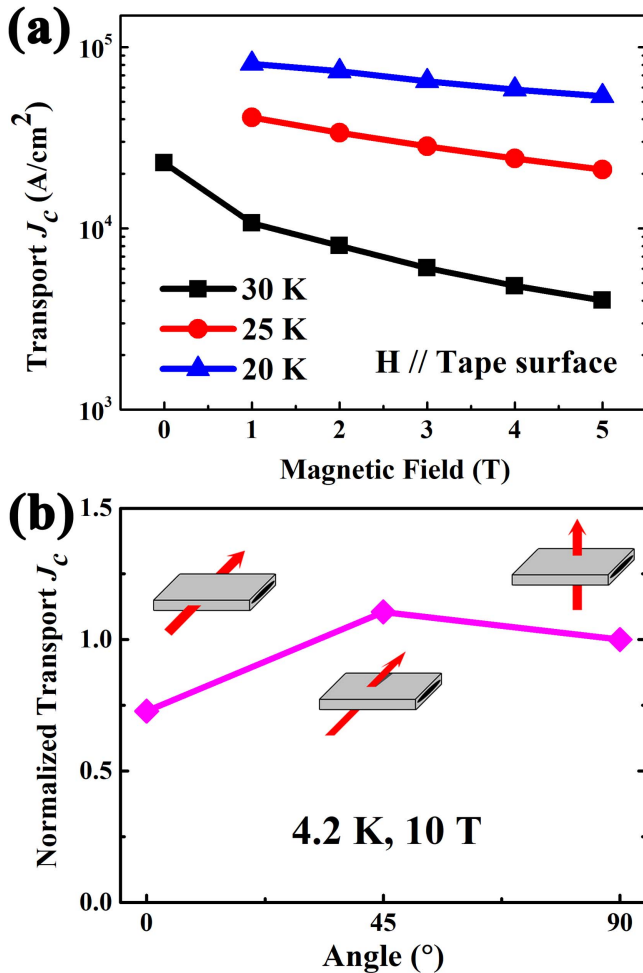 (a)
10^5
10^4
10^3
Transport J_c (A/cm^2)
30 K
25 K
20 K
H // Tape surface
0 1 2 3 4 5
Magnetic Field (T)
(b)
1.5
1.0
0.5
0.0
Normalized Transport J_c
4.2 K, 10 T
0 45 90
Angle (°)